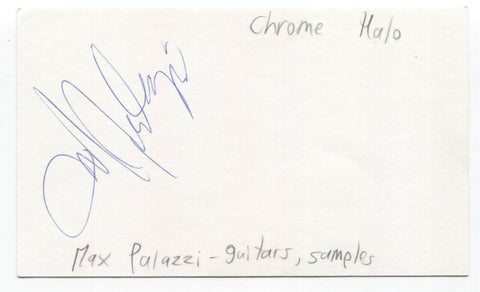 Chrome Halo
Max Palazzi - guitars, samples